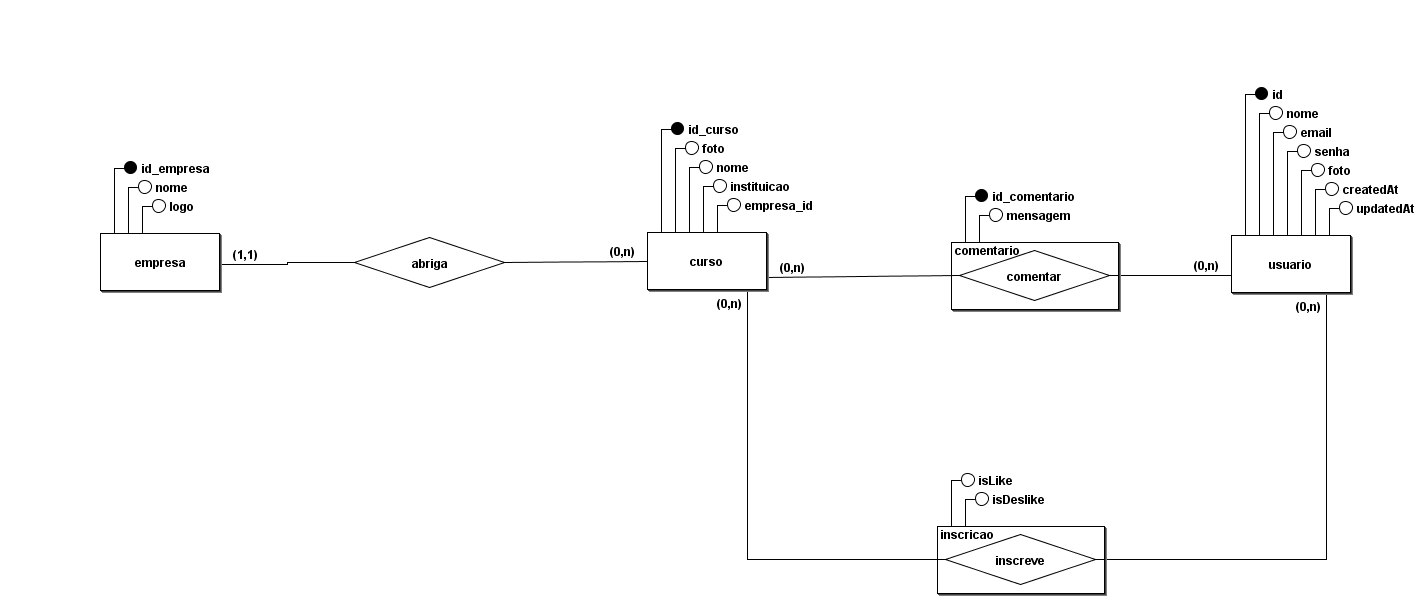 id_empresa
nome
logo
empresa
(1,1)
abriga
(0,n)
id_curso
foto
nome
instituicao
empresa_id
curso
(0,n)
(0,n)
id_comentario
mensagem
comentario
comentar
(0,n)
id
nome
email
senha
foto
createdAt
updatedAt
usuario
(0,n)
isLike
isDeslike
inscricao
inscreve